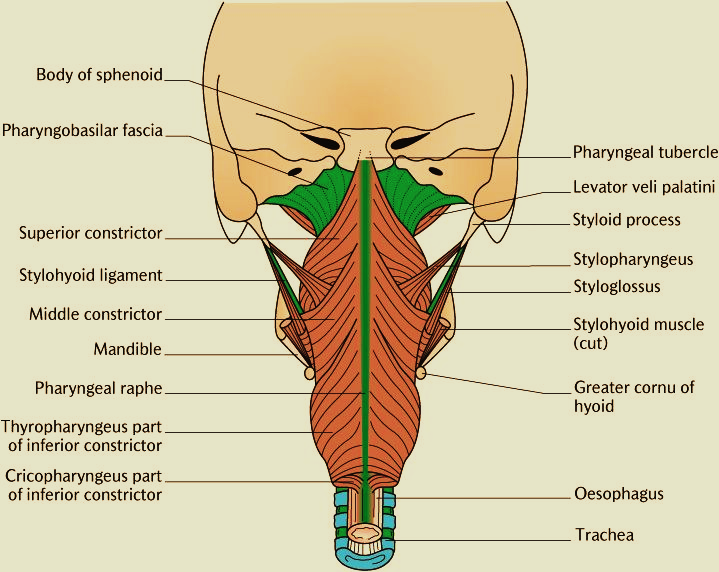 Body of sphenoid
Pharyngobasilar fascia
Superior constrictor
Stylohyoid ligament
Middle constrictor
Mandible
Pharyngeal raphe
Thyropharyngeus part
of inferior constrictor
Cricopharyngeus part
of inferior constrictor
Pharyngeal tubercle
Levator veli palatini
Styloid process
Stylopharyngeus
Styloglossus
Stylohyoid muscle
(cut)
Greater cornu of
hyoid
Oesophagus
Trachea